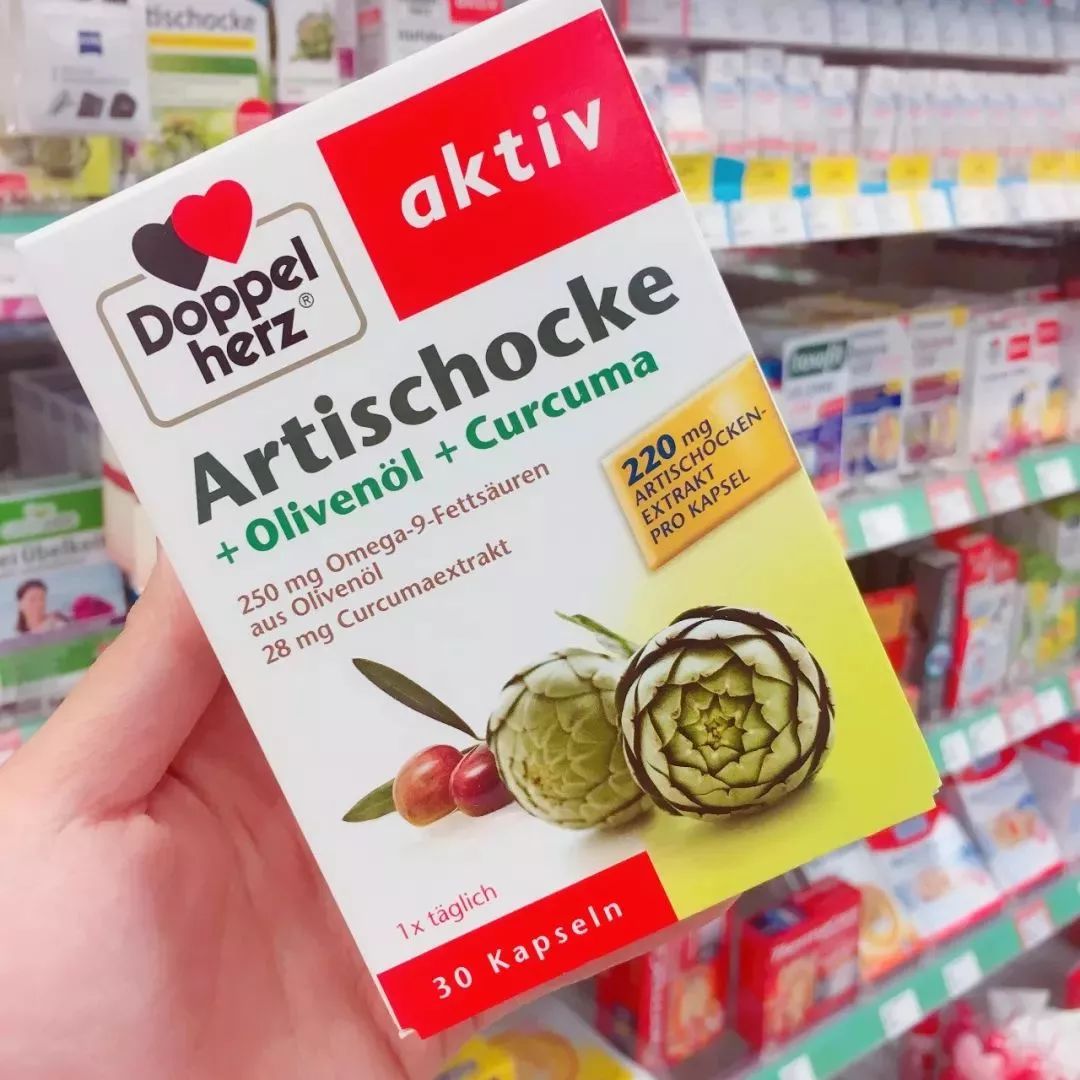 tischocke
aktiv
Doppel
herz®
Artischocke
+ Olivenöl + Curcuma
250 mg Omega-9-Fettsäuren
aus Olivenöl
28 mg Curcumaextrakt
220 mg
ARTISCHOCKEN-
EXTRAKT
PRO KAPSEL
1x täglich
30 Kapseln